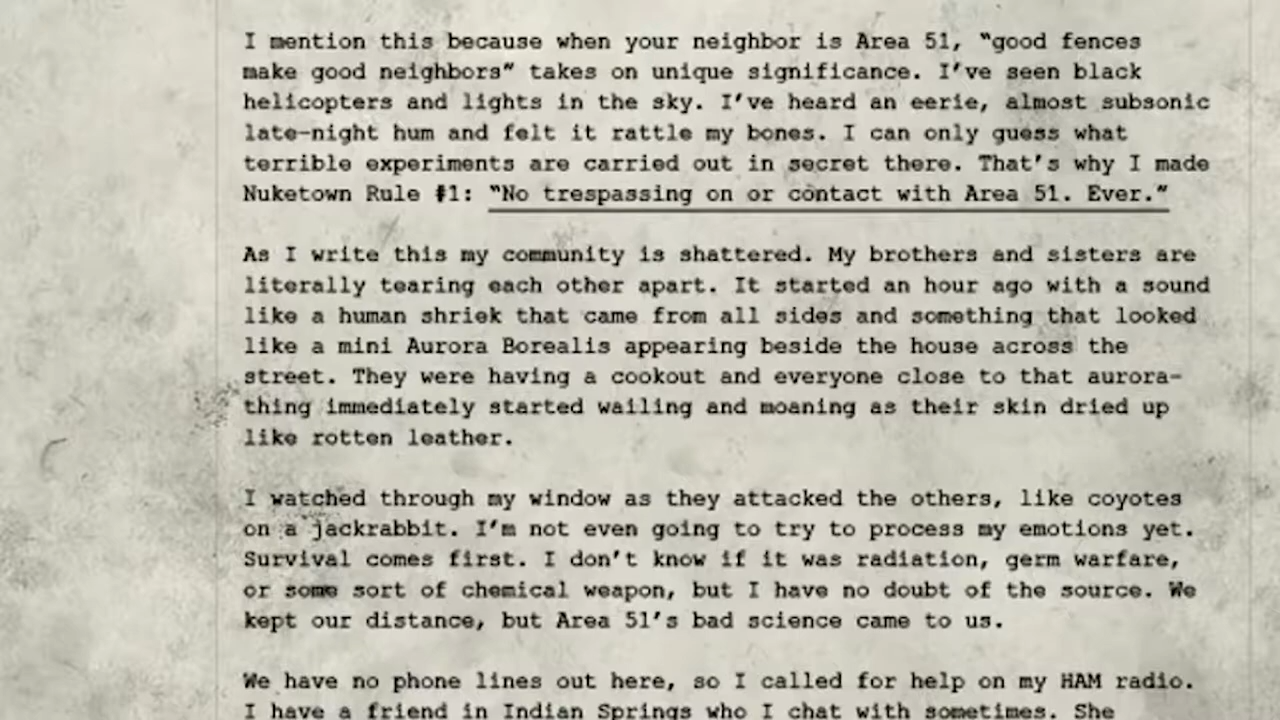 I mention this because when your neighbor is Area 51, “good fences
make good neighbors” takes on unique significance. I’ve seen black
helicopters and lights in the sky. I’ve heard an eerie, almost subsonic
late-night hum and felt it rattle my bones. I can only guess what
terrible experiments are carried out in secret there. That’s why I made
Nuketown Rule #1: “No trespassing on or contact with Area 51. Ever.”
As I write this my community is shattered. My brothers and sisters are
literally tearing each other apart. It started an hour ago with a sound
like a human shriek that came from all sides and something that looked
like a mini Aurora Borealis appearing beside the house across the
street. They were having a cookout and everyone close to that aurora-
thing immediately started wailing and moaning as their skin dried up
like rotten leather.
I watched through my window as they attacked the others, like coyotes
on a jackrabbit. I’m not even going to try to process my emotions yet.
Survival comes first. I don’t know if it was radiation, germ warfare,
or some sort of chemical weapon, but I have no doubt of the source. We
kept our distance, but Area 51’s bad science came to us.
We have no phone lines out here, so I called for help on my HAM radio.
I have a friend in Indian Springs who I chat with sometimes. She